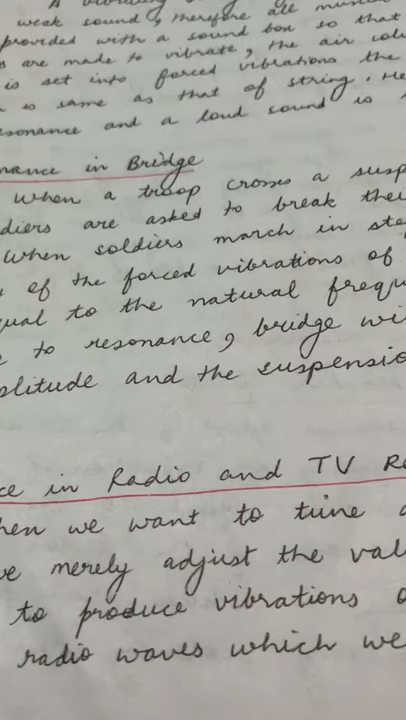 A
weak sound, therefore all
provided with a sound box so that
are made to vibrate, the air
is set into forced vibrations the
is same as that of string. He
esonance and a loud sound is
nance in Bridge
When a troop crosses a susp
diers are asked to break the
When soldiers march in ste
of the forced vibrations of
ual to the natural frequ
to resonance, bridge wi
plitude and the suspensio
ce in Radio and TV Re
hen we want to tune a
we merely adjust the val
to produce vibrations o
radio waves which we